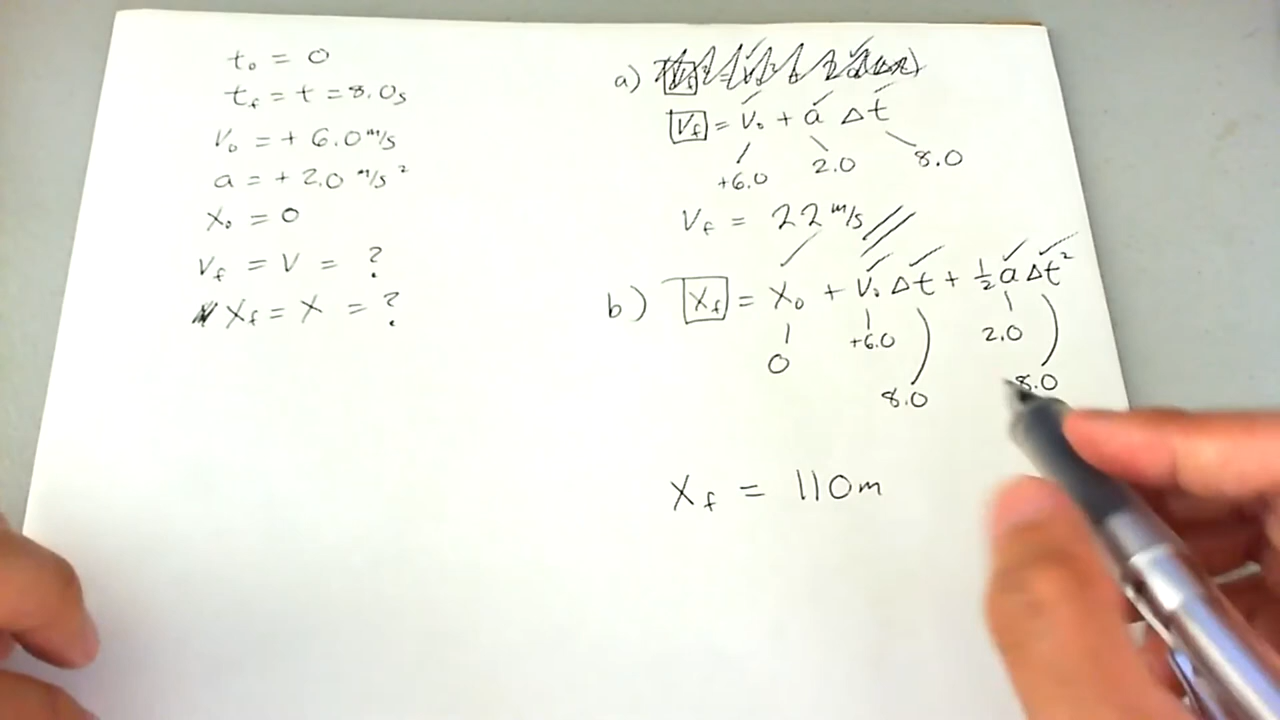 t₀ = 0
t_f = t = 8.0s
V₀ = + 6.0 m/s
a = + 2.0 m/s²
X₀ = 0
V_f = V = ?
X_f = X = ?
a)
V_f = V₀ + a Δt
+6.0 2.0 8.0
V_f = 22 m/s
b) X_f = X₀ + V₀ Δt + ½ a Δt²
0 +6.0 2.0
8.0 8.0
X_f = 110m